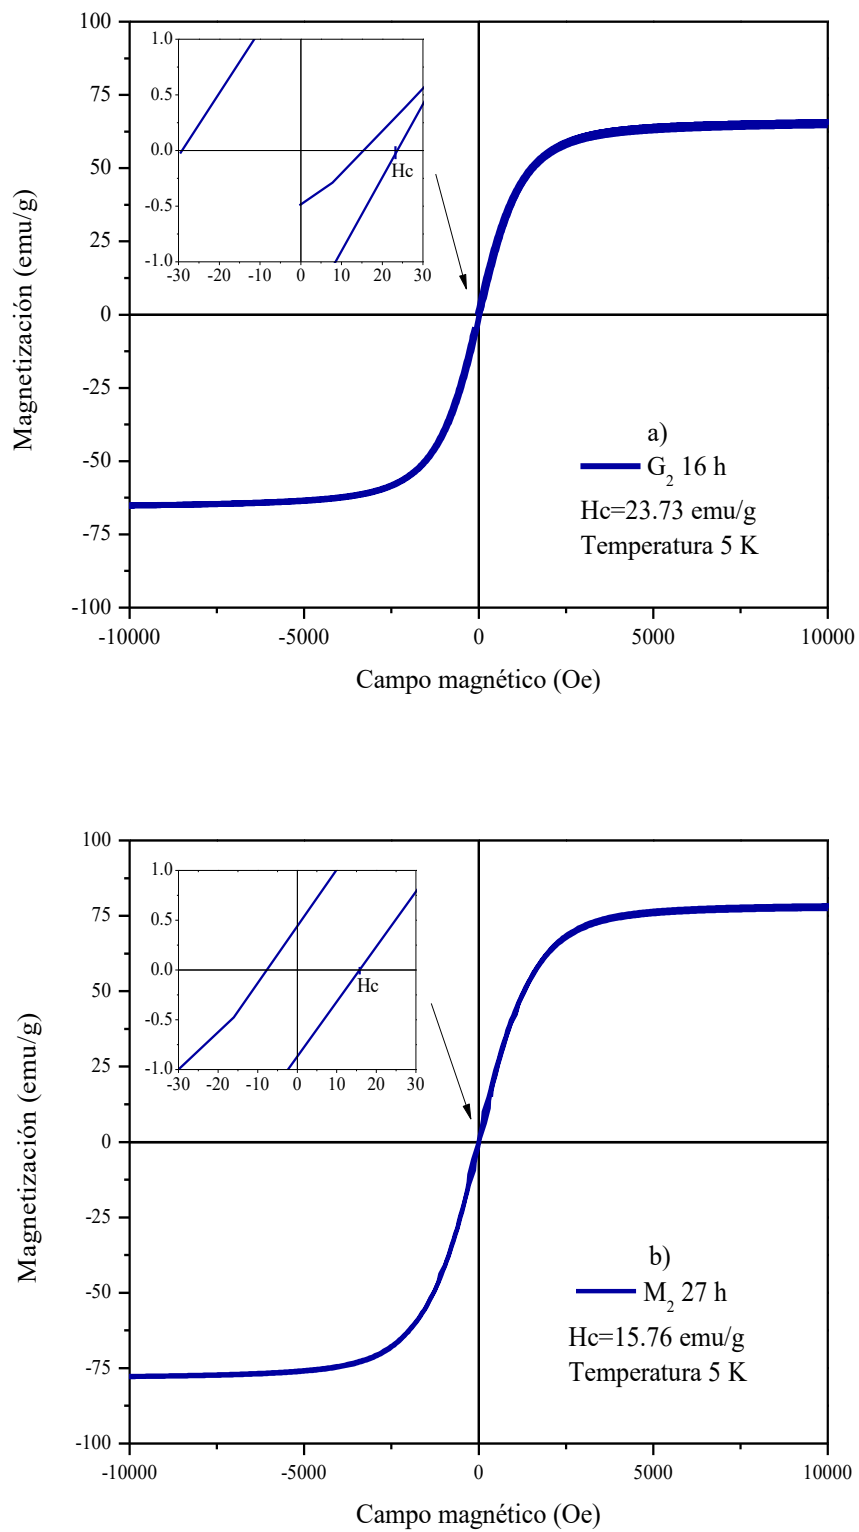 100
75
50
25
0
-25
-50
-75
-100
Magnetización (emu/g)
1.0
0.5
0.0
-0.5
-1.0
-30 -20 -10 0 10 20 30
Hc
a)
G₂ 16 h
Hc=23.73 emu/g
Temperatura 5 K
-10000 -5000 0 5000 10000
Campo magnético (Oe)
100
75
50
25
0
-25
-50
-75
-100
Magnetización (emu/g)
1.0
0.5
0.0
-0.5
-1.0
-30 -20 -10 0 10 20 30
Hc
b)
M₂ 27 h
Hc=15.76 emu/g
Temperatura 5 K
-10000 -5000 0 5000 10000
Campo magnético (Oe)